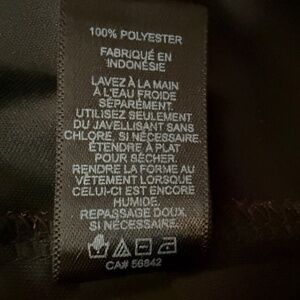 100% POLYESTER
FABRIQUÉ EN
INDONÉSIE
LAVEZ À LA MAIN
À L'EAU FROIDE
SÉPARÉMENT.
UTILISEZ SEULEMENT
DU JAVELLISANT SANS
CHLORE, SI NÉCESSAIRE.
ÉTENDRE À PLAT
POUR SÉCHER.
RENDRE LA FORME AU
VÊTEMENT LORSQUE
CELUI-CI EST ENCORE
HUMIDE.
REPASSAGE DOUX,
SI NÉCESSAIRE.
CA# 56842